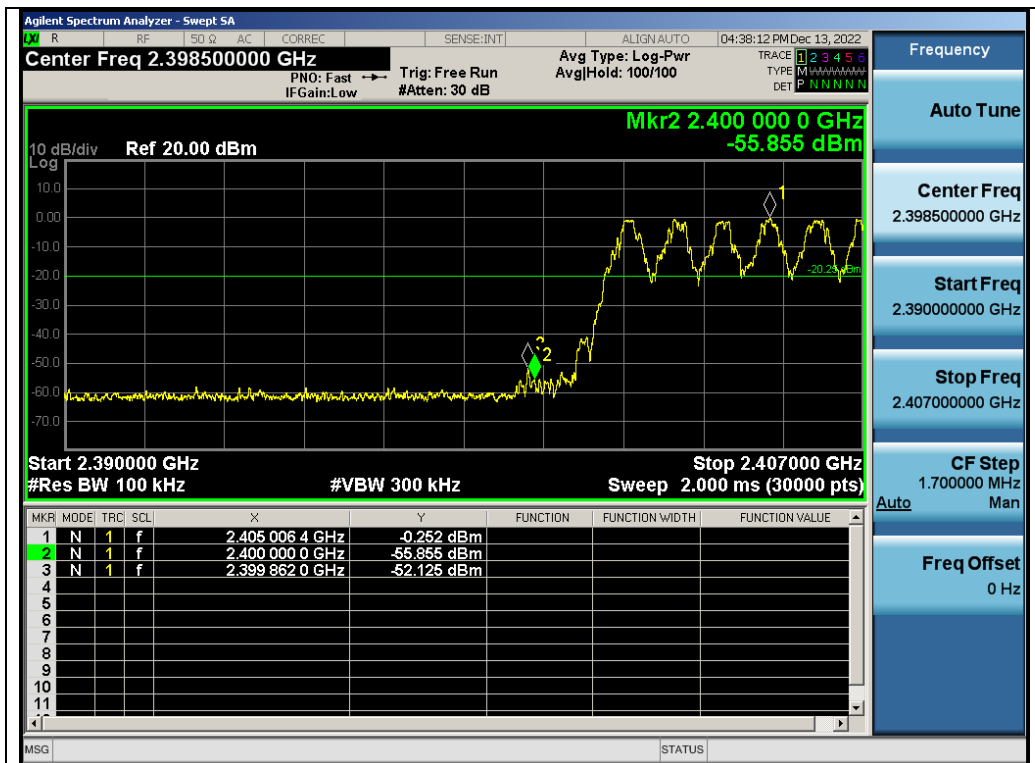 Agilent Spectrum Analyzer - Swept SA
LXI R RF 50 Ω AC CORREC SENSE:INT ALIGN AUTO 04:38:12 PM Dec 13, 2022
Center Freq 2.398500000 GHz
PNO: Fast
IFGain:Low
Trig: Free Run
#Atten: 30 dB
Avg Type: Log-Pwr
Avg|Hold: 100/100
TRACE 1 2 3 4 5 6
TYPE M
DET P N N N N N
Mkr2 2.400 000 0 GHz
-55.855 dBm
10 dB/div Ref 20.00 dBm
Log
10.0
0.00
-10.0
-20.0
-30.0
-40.0
-50.0
-60.0
-70.0
1
2
Start 2.390000 GHz Stop 2.407000 GHz
#Res BW 100 kHz #VBW 300 kHz Sweep 2.000 ms (30000 pts)
MKR MODE TRC SCL X Y FUNCTION FUNCTION WIDTH FUNCTION VALUE
1 N 1 f 2.405 006 4 GHz -0.252 dBm
2 N 1 f 2.400 000 0 GHz -55.855 dBm
3 N 1 f 2.399 862 0 GHz -52.125 dBm
4
5
6
7
8
9
10
11
MSG STATUS
Frequency
Auto Tune
Center Freq
2.398500000 GHz
Start Freq
2.390000000 GHz
Stop Freq
2.407000000 GHz
CF Step
1.700000 MHz
Auto Man
Freq Offset
0 Hz